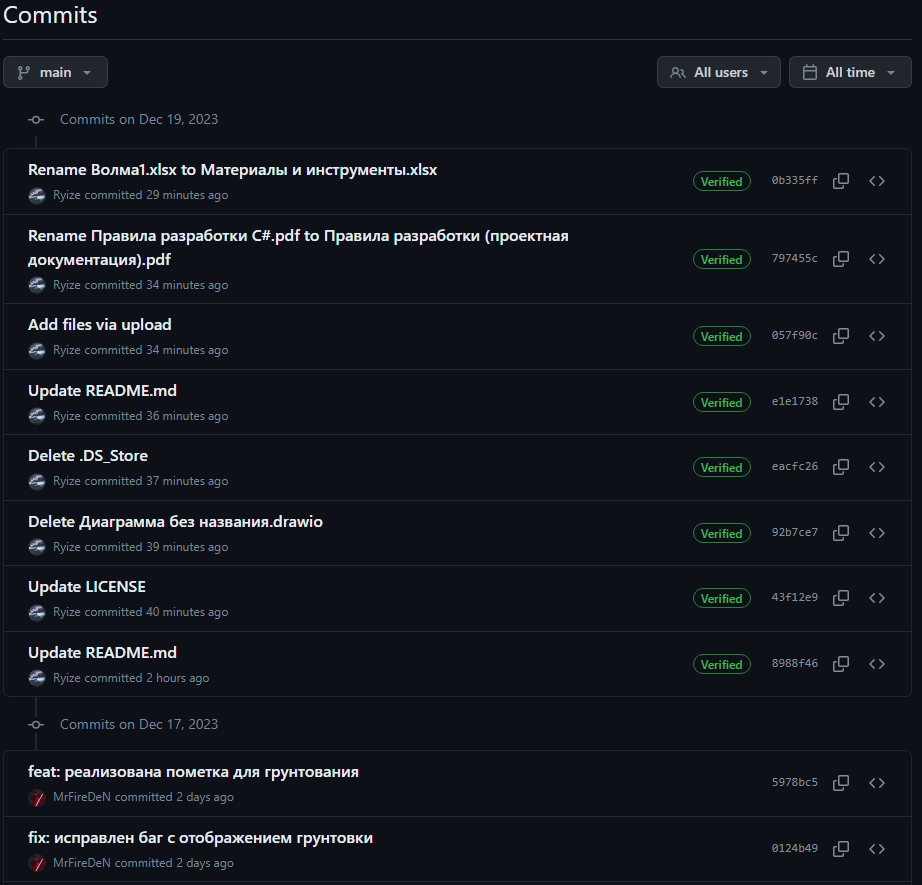 Commits
main
All users
All time
Commits on Dec 19, 2023
Rename Волма1.xlsx to Материалы и инструменты.xlsx
Ryize committed 29 minutes ago
Verified
0b335ff
Rename Правила разработки C#.pdf to Правила разработки (проектная
документация).pdf
Ryize committed 34 minutes ago
Verified
797455c
Add files via upload
Ryize committed 34 minutes ago
Verified
057f90c
Update README.md
Ryize committed 36 minutes ago
Verified
e1e1738
Delete .DS_Store
Ryize committed 37 minutes ago
Verified
eacfc26
Delete Диаграмма без названия.drawio
Ryize committed 39 minutes ago
Verified
92b7ce7
Update LICENSE
Ryize committed 40 minutes ago
Verified
43f12e9
Update README.md
Ryize committed 2 hours ago
Verified
8988f46
Commits on Dec 17, 2023
feat: реализована пометка для грунтования
MrFireDeN committed 2 days ago
5978bc5
fix: исправлен баг с отображением грунтовки
MrFireDeN committed 2 days ago
0124b49